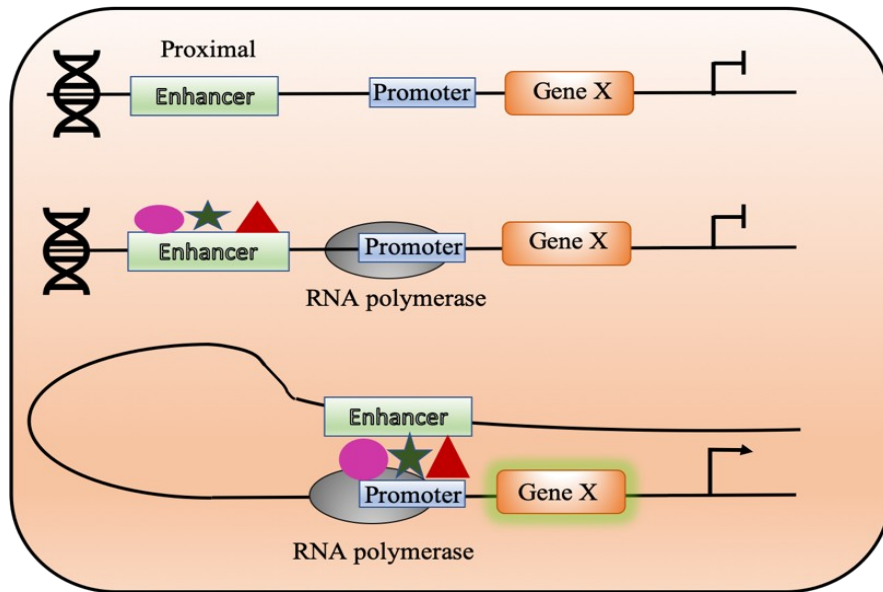 Proximal
Enhancer
Promoter
Gene X
Enhancer
Promoter
Gene X
RNA polymerase
Enhancer
Promoter
Gene X
RNA polymerase